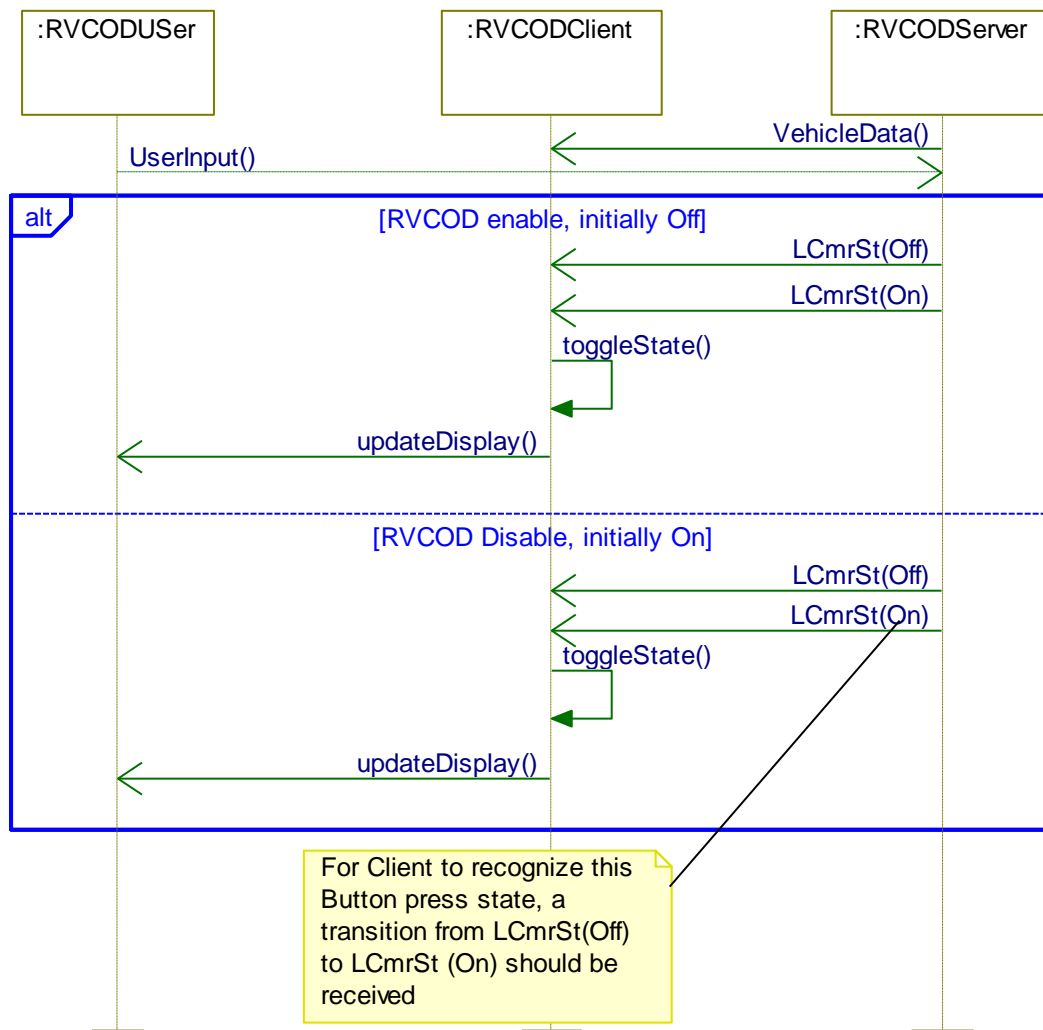 :RVCODUSer
:RVCODClient
:RVCODServer
VehicleData()
UserInput()
alt
[RVCOD enable, initially Off]
LCmrSt(Off)
LCmrSt(On)
toggleState()
updateDisplay()
[RVCOD Disable, initially On]
LCmrSt(Off)
LCmrSt(On)
toggleState()
updateDisplay()
For Client to recognize this
Button press state, a
transition from LCmrSt(Off)
to LCmrSt (On) should be
received